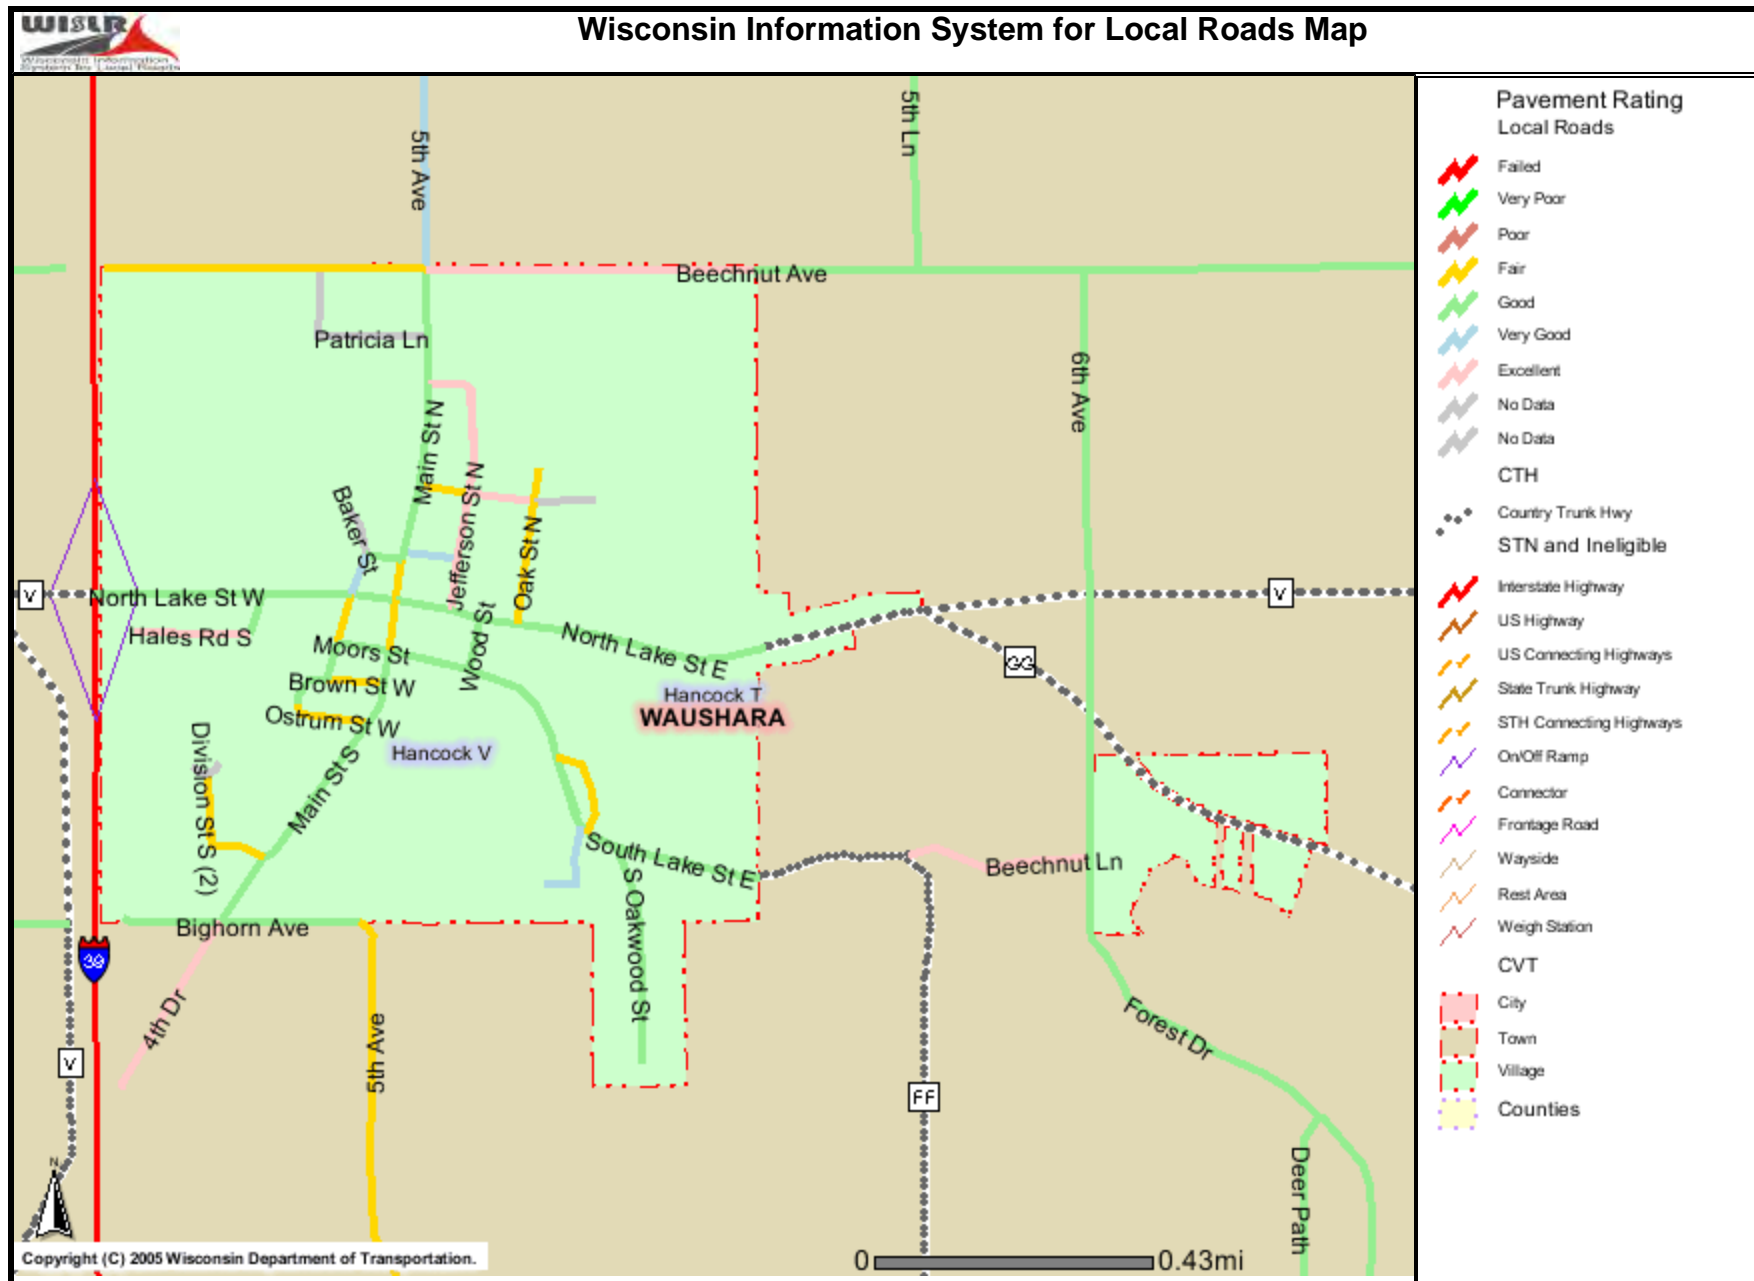 WISLR
Wisconsin Information
System for Local Roads
Wisconsin Information System for Local Roads Map
5th Ave
5th Ln
Beechnut Ave
Patricia Ln
6th Ave
Main St N
Jefferson St N
Baker St
Oak St N
V
North Lake St W
V
Hales Rd S
Moors St
Wood St
North Lake St E
GG
Brown St W
Hancock T
WAUSHARA
Ostrum St W
Hancock V
Division St S (2)
Main St S
South Lake St E
Beechnut Ln
S Oakwood St
Bighorn Ave
39
4th Dr
5th Ave
Forest Dr
V
FF
Deer Path
N
Copyright (C) 2005 Wisconsin Department of Transportation.
0 0.43mi
Pavement Rating
Local Roads
Failed
Very Poor
Poor
Fair
Good
Very Good
Excellent
No Data
No Data
CTH
Country Trunk Hwy
STN and Ineligible
Interstate Highway
US Highway
US Connecting Highways
State Trunk Highway
STH Connecting Highways
On/Off Ramp
Connector
Frontage Road
Wayside
Rest Area
Weigh Station
CVT
City
Town
Village
Counties